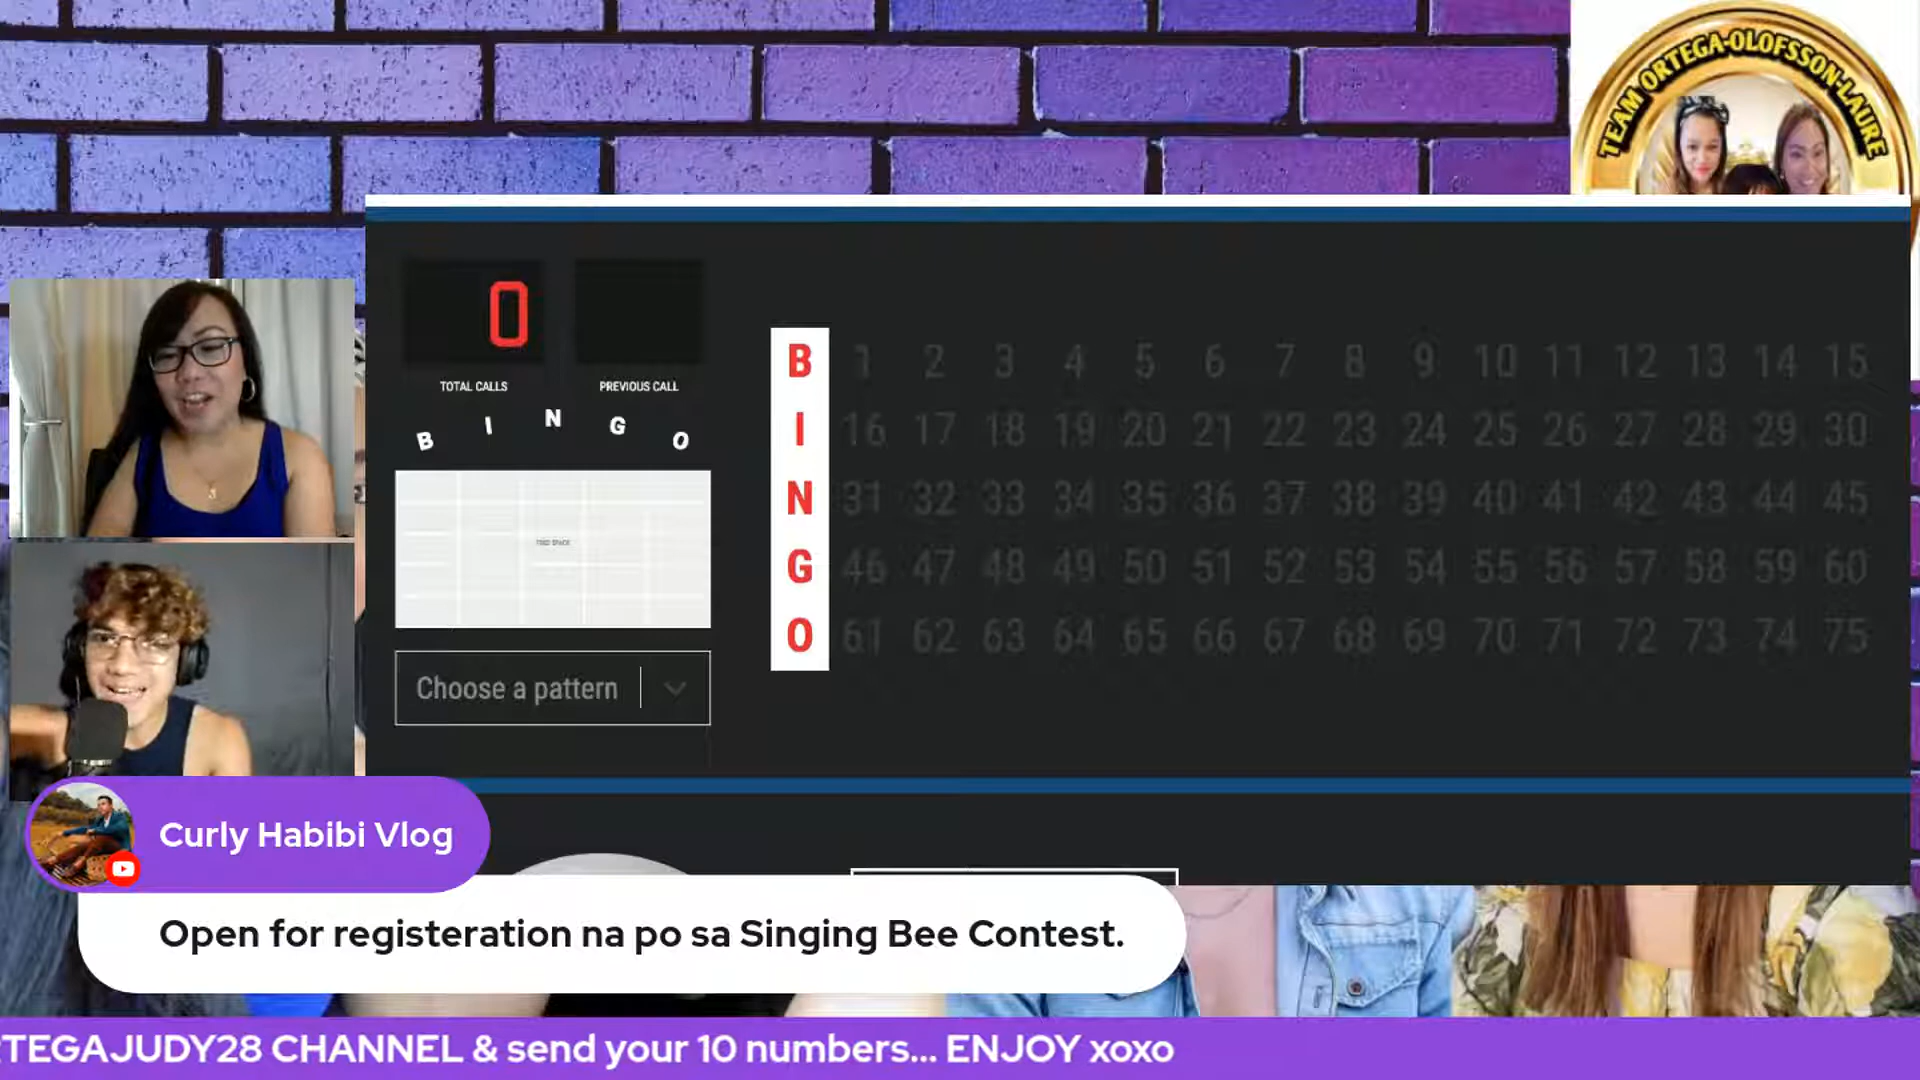 TEAM ORTEGA-OLOFSSON-LAURE
0
TOTAL CALLS
PREVIOUS CALL
B I N G O
FREE SPACE
Choose a pattern
B 1 2 3 4 5 6 7 8 9 10 11 12 13 14 15
I 16 17 18 19 20 21 22 23 24 25 26 27 28 29 30
N 31 32 33 34 35 36 37 38 39 40 41 42 43 44 45
G 46 47 48 49 50 51 52 53 54 55 56 57 58 59 60
O 61 62 63 64 65 66 67 68 69 70 71 72 73 74 75
Curly Habibi Vlog
Open for registeration na po sa Singing Bee Contest.
TEGAJUDY28 CHANNEL & send your 10 numbers... ENJOY xoxo